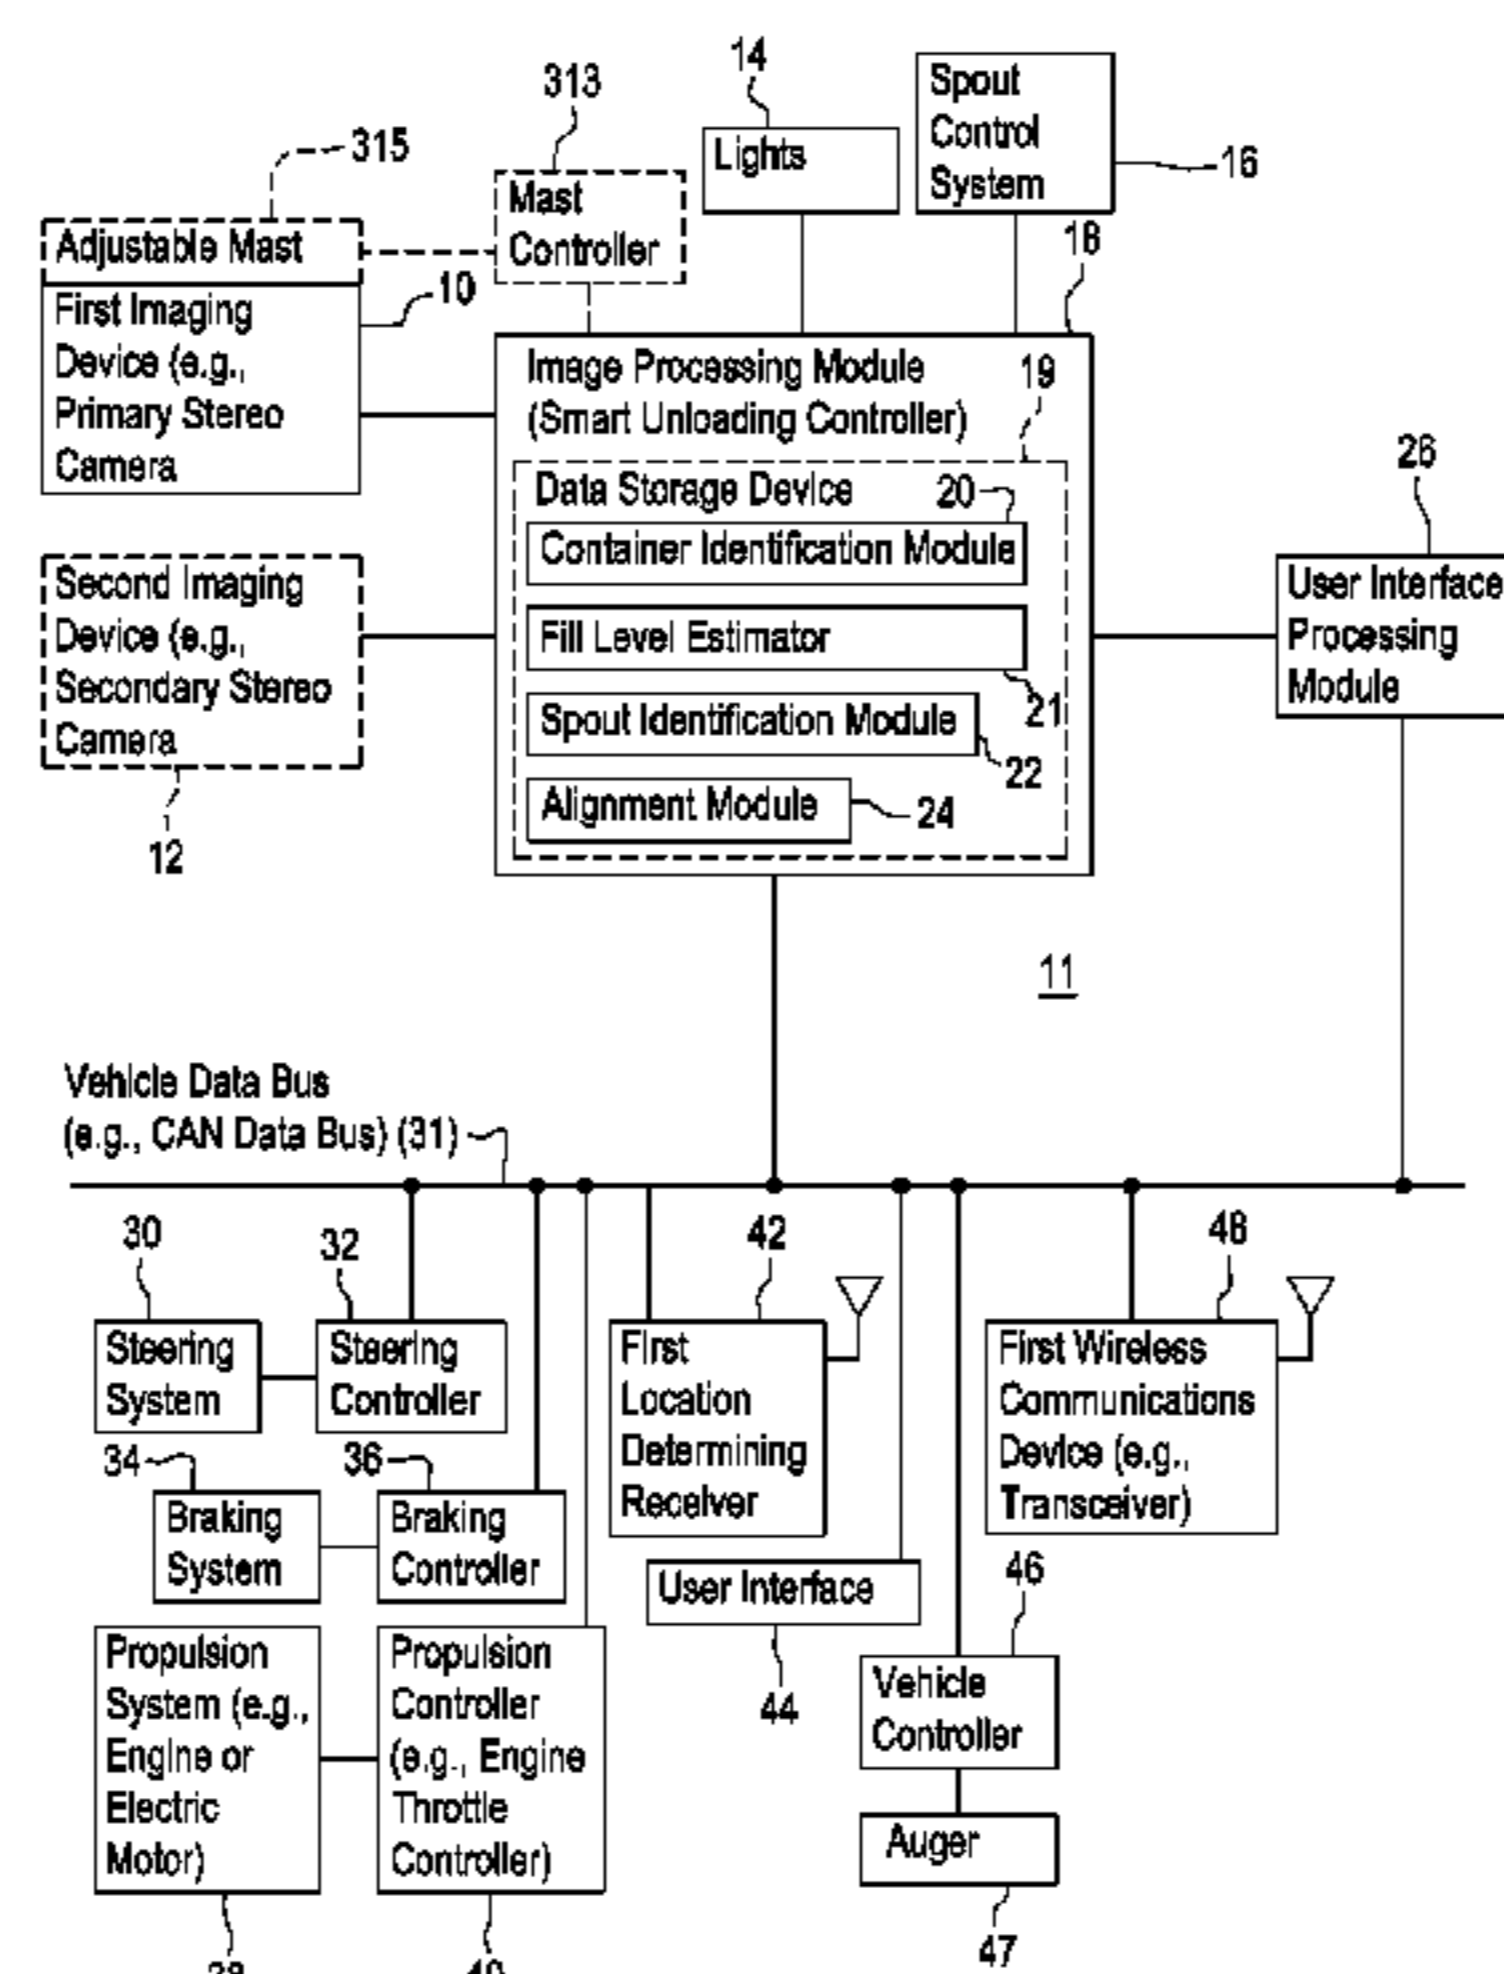 14
Spout
Control
System
16
313
Lights
315
Mast
Controller
18
Adjustable Mast
10
First Imaging
Device (e.g.,
Primary Stereo
Camera
Image Processing Module
(Smart Unloading Controller)
19
Data Storage Device
20
Container Identification Module
Fill Level Estimator
21
Spout Identification Module
22
Alignment Module
24
26
User Interface
Processing
Module
Second Imaging
Device (e.g.,
Secondary Stereo
Camera
12
11
Vehicle Data Bus
(e.g., CAN Data Bus) (31)
30
32
42
48
Steering
System
Steering
Controller
First
Location
Determining
Receiver
First Wireless
Communications
Device (e.g.,
Transceiver)
34
36
Braking
System
Braking
Controller
User Interface
44
46
Propulsion
System (e.g.,
Engine or
Electric
Motor)
Propulsion
Controller
(e.g., Engine
Throttle
Controller)
Vehicle
Controller
Auger
47